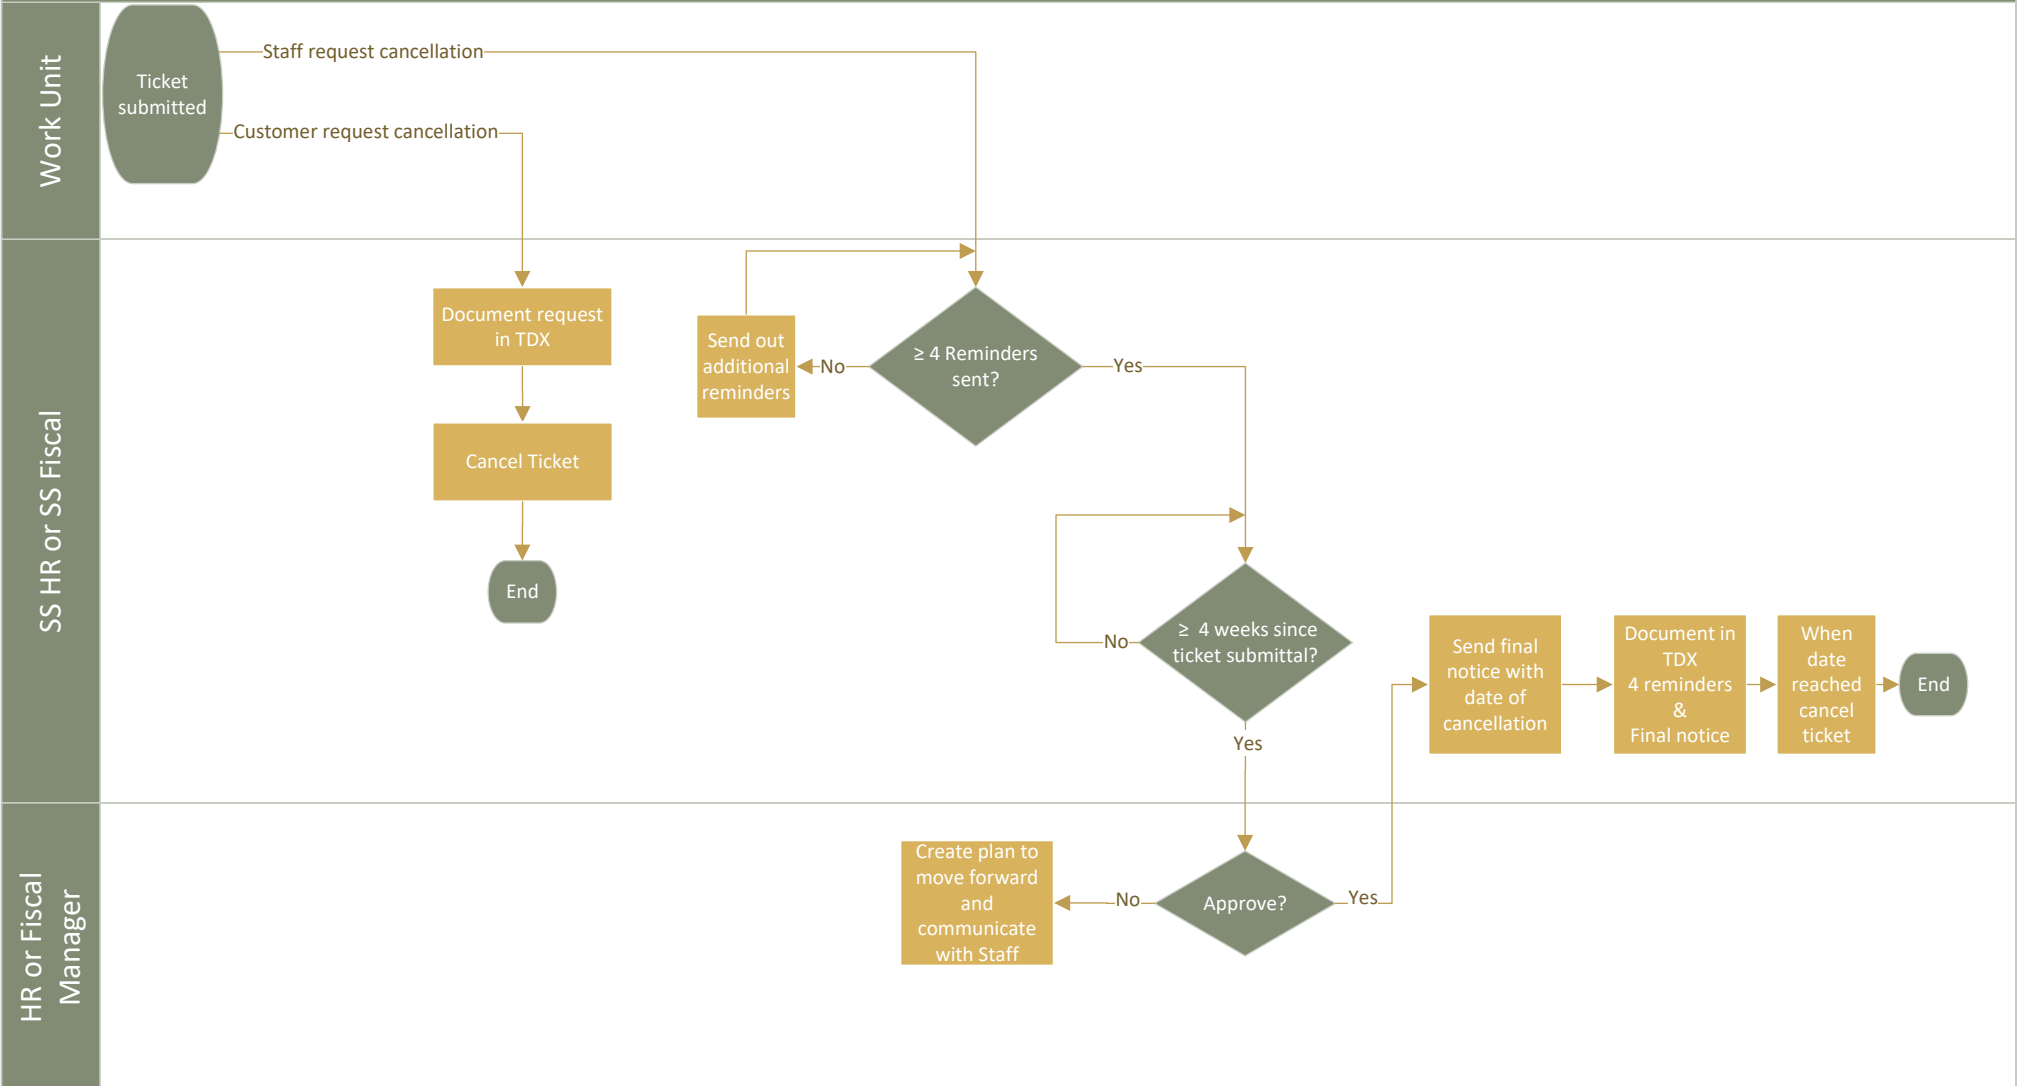 Work Unit
Ticket
submitted
Staff request cancellation
Customer request cancellation
SS HR or SS Fiscal
Document request
in TDX
Cancel Ticket
End
Send out
additional
reminders
No
≥ 4 Reminders
sent?
Yes
No
≥ 4 weeks since
ticket submittal?
Yes
Send final
notice with
date of
cancellation
Document in
TDX
4 reminders
&
Final notice
When
date
reached
cancel
ticket
End
HR or Fiscal
Manager
Create plan to
move forward
and
communicate
with Staff
No
Approve?
Yes